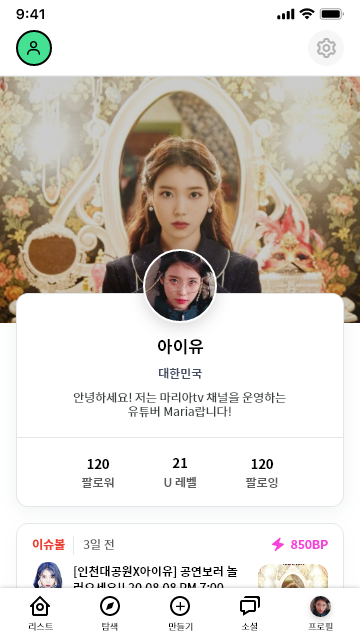 9:41
아이유
대한민국
안녕하세요! 저는 마리아tv 채널을 운영하는
유튜버 Maria랍니다!
120
21
120
팔로워
U 레벨
팔로잉
이슈볼
3일 전
850BP
[인천대공원X아이유] 공연보러 놀
러오세요!! 20.08.08 PM 7:00
리스트
탐색
만들기
소셜
프로필